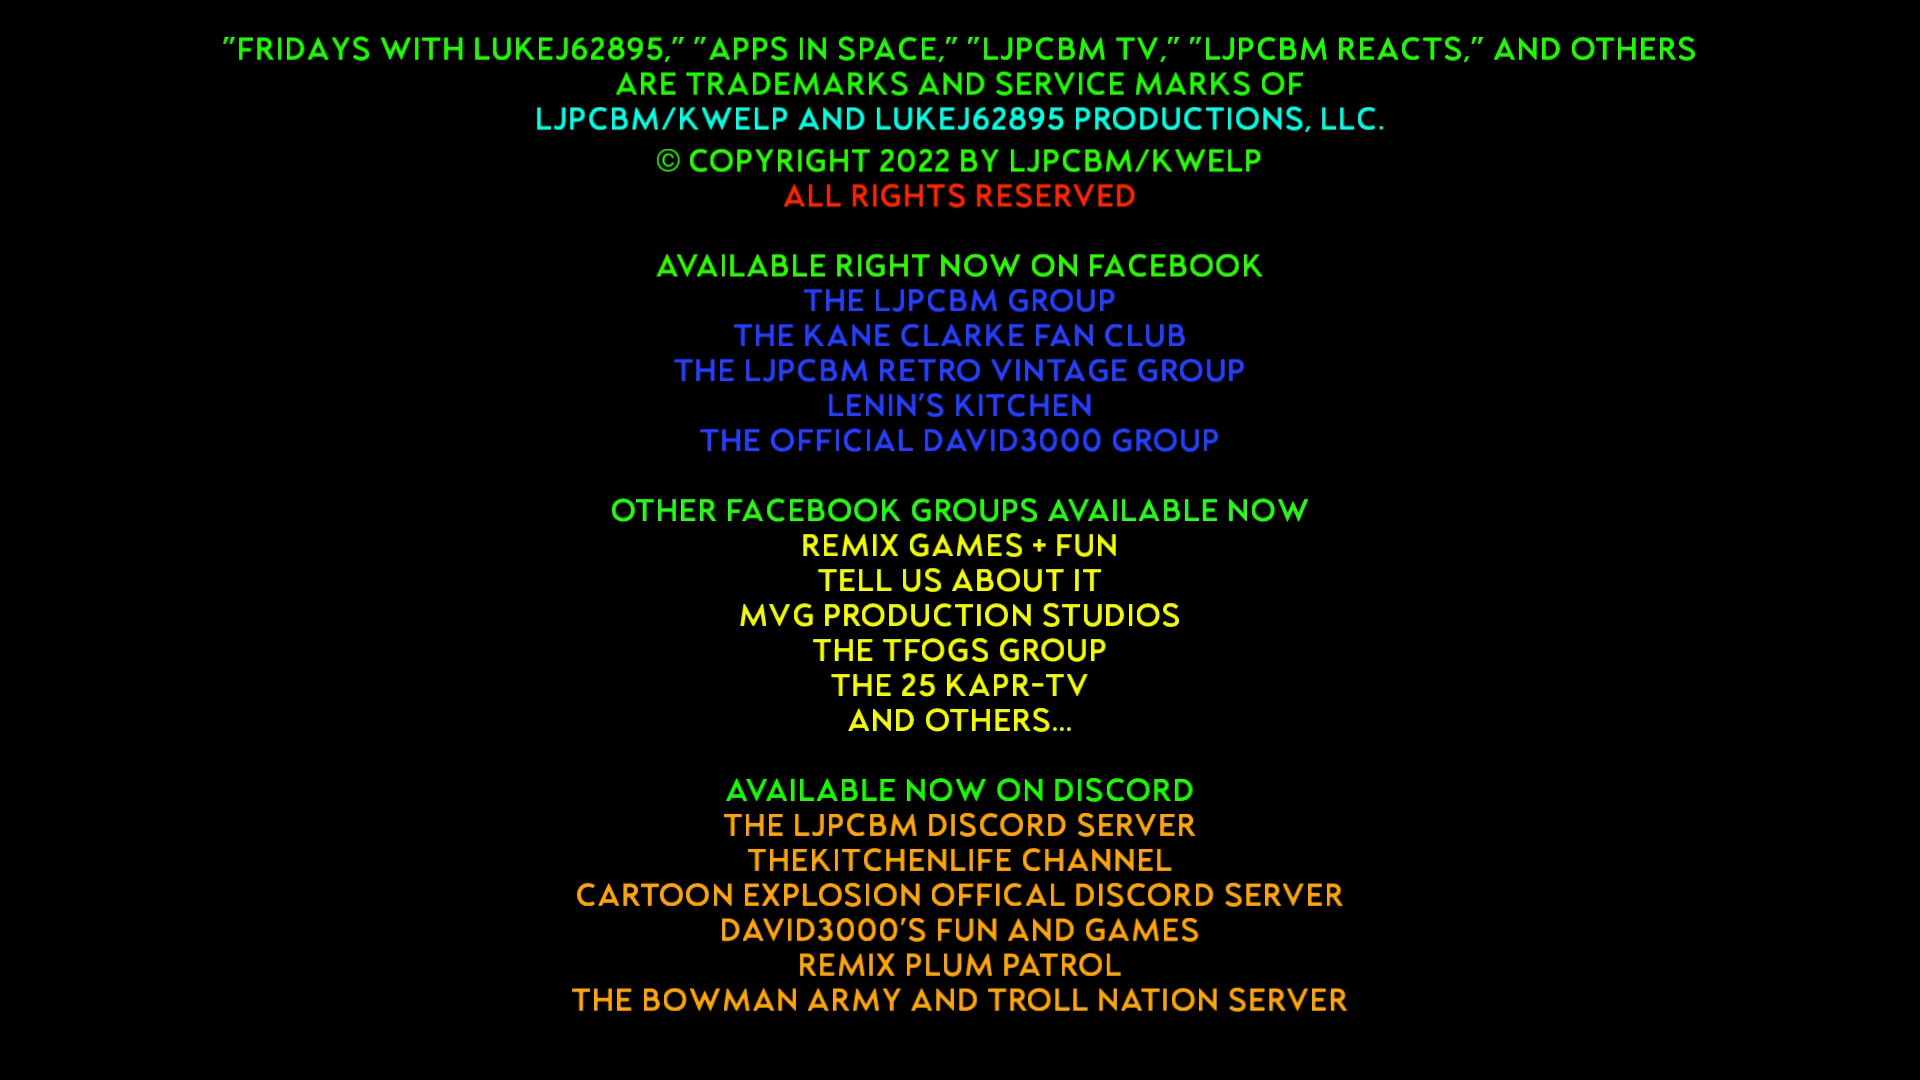 "FRIDAYS WITH LUKEJ62895," "APPS IN SPACE," "LJPCBM TV," "LJPCBM REACTS," AND OTHERS
ARE TRADEMARKS AND SERVICE MARKS OF
LJPCBM/KWELP AND LUKEJ62895 PRODUCTIONS, LLC.
© COPYRIGHT 2022 BY LJPCBM/KWELP
ALL RIGHTS RESERVED
AVAILABLE RIGHT NOW ON FACEBOOK
THE LJPCBM GROUP
THE KANE CLARKE FAN CLUB
THE LJPCBM RETRO VINTAGE GROUP
LENIN'S KITCHEN
THE OFFICIAL DAVID3000 GROUP
OTHER FACEBOOK GROUPS AVAILABLE NOW
REMIX GAMES + FUN
TELL US ABOUT IT
MVG PRODUCTION STUDIOS
THE TFOGS GROUP
THE 25 KAPR-TV
AND OTHERS...
AVAILABLE NOW ON DISCORD
THE LJPCBM DISCORD SERVER
THEKITCHENLIFE CHANNEL
CARTOON EXPLOSION OFFICAL DISCORD SERVER
DAVID3000'S FUN AND GAMES
REMIX PLUM PATROL
THE BOWMAN ARMY AND TROLL NATION SERVER